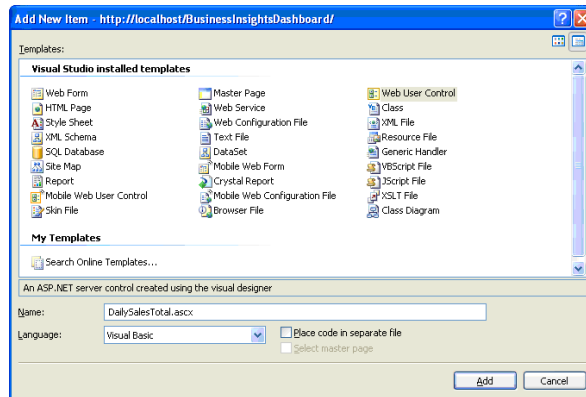 Add New Item - http://localhost/BusinessInsightsDashboard/
Templates:
Visual Studio installed templates
Web Form Master Page Web User Control
HTML Page Web Service Class
Style Sheet Web Configuration File XML File
XML Schema Text File Resource File
SQL Database DataSet Generic Handler
Site Map Mobile Web Form VBScript File
Report Crystal Report JScript File
Mobile Web User Control Mobile Web Configuration File XSLT File
Skin File Browser File Class Diagram
My Templates
Search Online Templates...
An ASP.NET server control created using the visual designer
Name: DailySalesTotal.ascx
Language: Visual Basic Place code in separate file
Select master page
Add Cancel